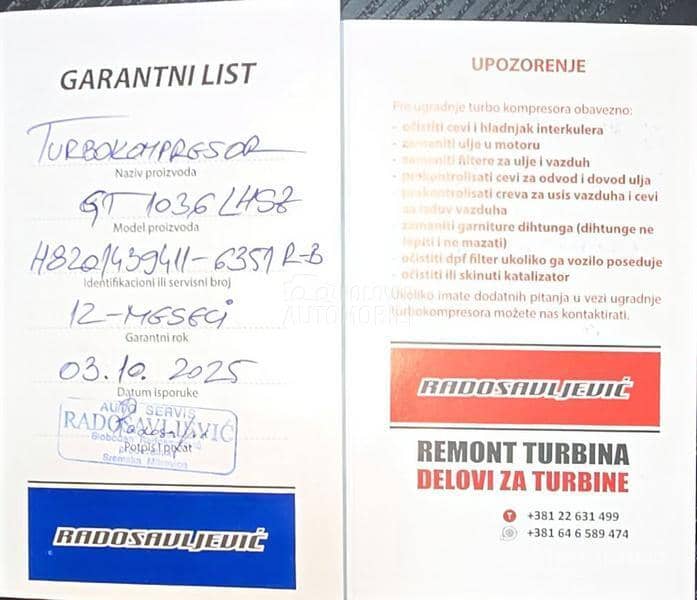 GARANTNI LIST
TURBOKOMPRESOR
Naziv proizvoda
GT 1036 LHSZ
Model proizvoda
H8201439411-6351 R-B
Identifikacioni ili servisni broj
12-MESECI
Garantni rok
03.10. 2025
Datum isporuke
AUTO SERVIS
RADOSAVLJEVIĆ
Slobodan
Potpis i pečat
Sremska Mitrovica
RADOSAVLJEVIĆ
UPOZORENJE
Pre ugradnje turbo kompresora obavezno:
- očistiti cevi i hladnjak interkulera
- zameniti ulje u motoru
- zameniti filtere za ulje i vazduh
- prekontrolisati cevi za odvod i dovod ulja
- prekontrolisati creva za usis vazduha i cevi
za izduv vazduha
- zameniti garniture dihtunga (dihtunge ne
lepiti i ne mazati)
- očistiti dpf filter ukoliko ga vozilo poseduje
- očistiti ili skinuti katalizator
Ukoliko imate dodatnih pitanja u vezi ugradnje
turbokompresora možete nas kontaktirati.
RADOSAVLJEVIĆ
REMONT TURBINA
DELOVI ZA TURBINE
+381 22 631 499
+381 64 6 589 474